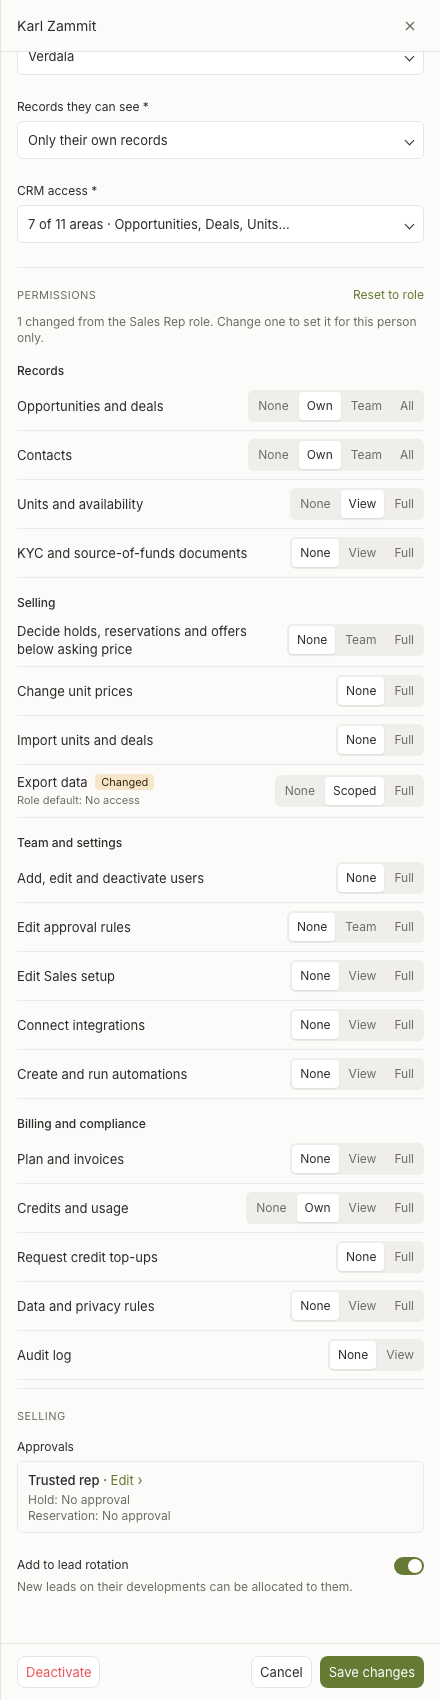 Karl Zammit
Verdala
Records they can see *
Only their own records
CRM access *
7 of 11 areas · Opportunities, Deals, Units...
PERMISSIONS
Reset to role
1 changed from the Sales Rep role. Change one to set it for this person
only.
Records
Opportunities and deals
None Own Team All
Contacts
None Own Team All
Units and availability
None View Full
KYC and source-of-funds documents
None View Full
Selling
Decide holds, reservations and offers
below asking price
None Team Full
Change unit prices
None Full
Import units and deals
None Full
Export data Changed
Role default: No access
None Scoped Full
Team and settings
Add, edit and deactivate users
None Full
Edit approval rules
None Team Full
Edit Sales setup
None View Full
Connect integrations
None View Full
Create and run automations
None View Full
Billing and compliance
Plan and invoices
None View Full
Credits and usage
None Own View Full
Request credit top-ups
None Full
Data and privacy rules
None View Full
Audit log
None View
SELLING
Approvals
Trusted rep · Edit ›
Hold: No approval
Reservation: No approval
Add to lead rotation
New leads on their developments can be allocated to them.
Deactivate
Cancel
Save changes